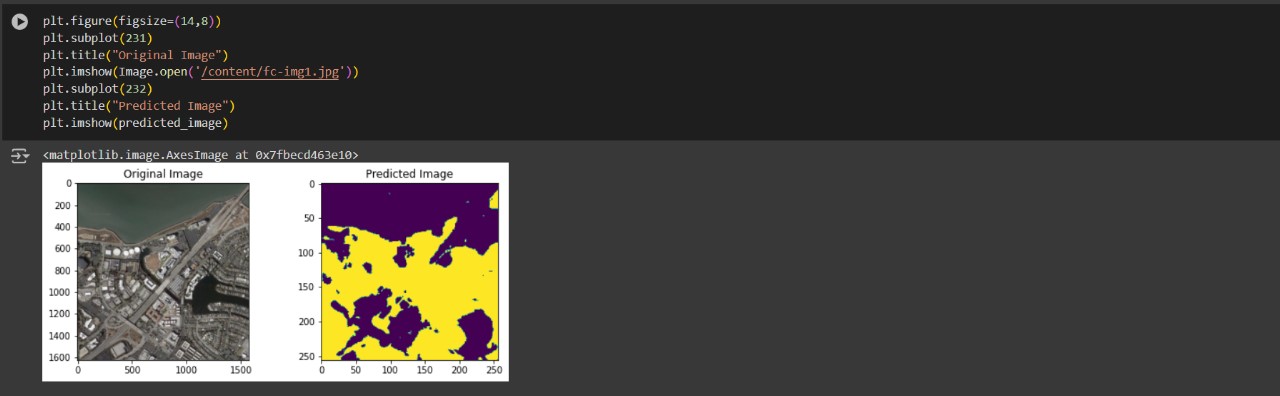 plt.figure(figsize=(14,8))
plt.subplot(231)
plt.title("Original Image")
plt.imshow(Image.open('/content/fc-img1.jpg'))
plt.subplot(232)
plt.title("Predicted Image")
plt.imshow(predicted_image)
<matplotlib.image.AxesImage at 0x7fbecd463e10>
Original Image
0
200
400
600
800
1000
1200
1400
1600
0 500 1000 1500
Predicted Image
0
50
100
150
200
250
0 50 100 150 200 250